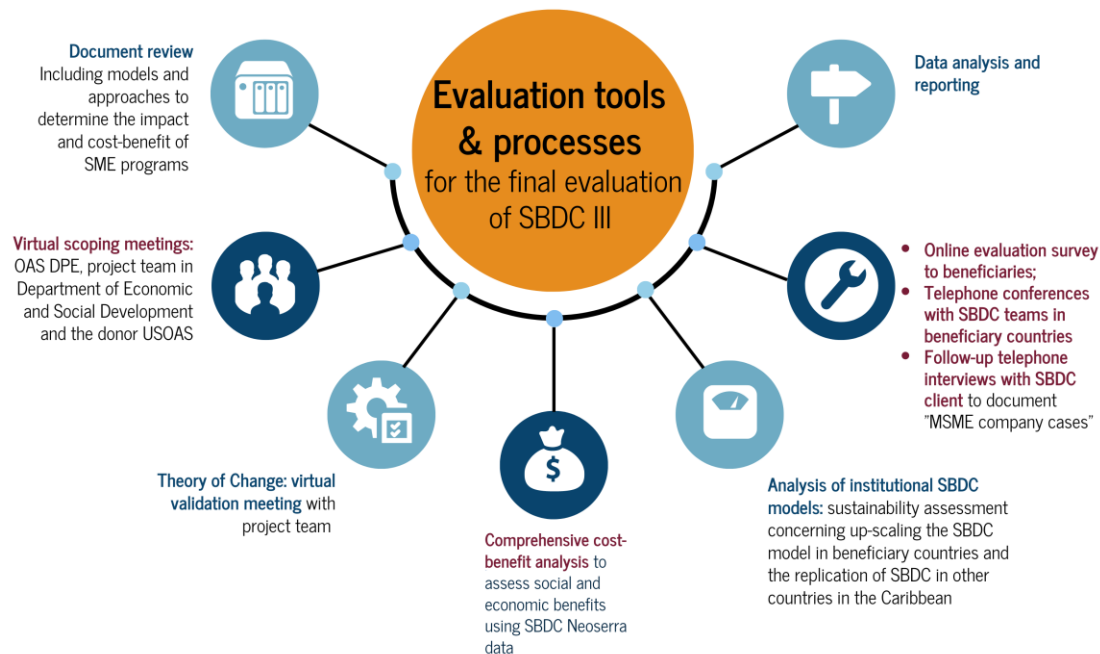 Evaluation tools
& processes
for the final evaluation
of SBDC III
Document review
Including models and
approaches to
determine the impact
and cost-benefit of
SME programs
Virtual scoping meetings:
OAS DPE, project team in
Department of Economic
and Social Development
and the donor USOAS
Theory of Change: virtual
validation meeting with
project team
$
Comprehensive cost-
benefit analysis to
assess social and
economic benefits
using SBDC Neoserra
data
Analysis of institutional SBDC
models: sustainability assessment
concerning up-scaling the SBDC
model in beneficiary countries and
the replication of SBDC in other
countries in the Caribbean
• Online evaluation survey
to beneficiaries;
• Telephone conferences
with SBDC teams in
beneficiary countries
• Follow-up telephone
interviews with SBDC
client to document
"MSME company cases"
Data analysis and
reporting